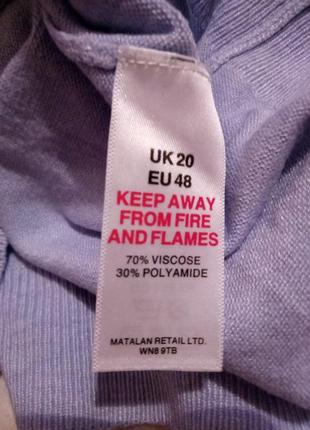 UK 20
EU 48
KEEP AWAY
FROM FIRE
AND FLAMES
70% VISCOSE
30% POLYAMIDE
MATALAN RETAIL LTD.
WN8 9TB